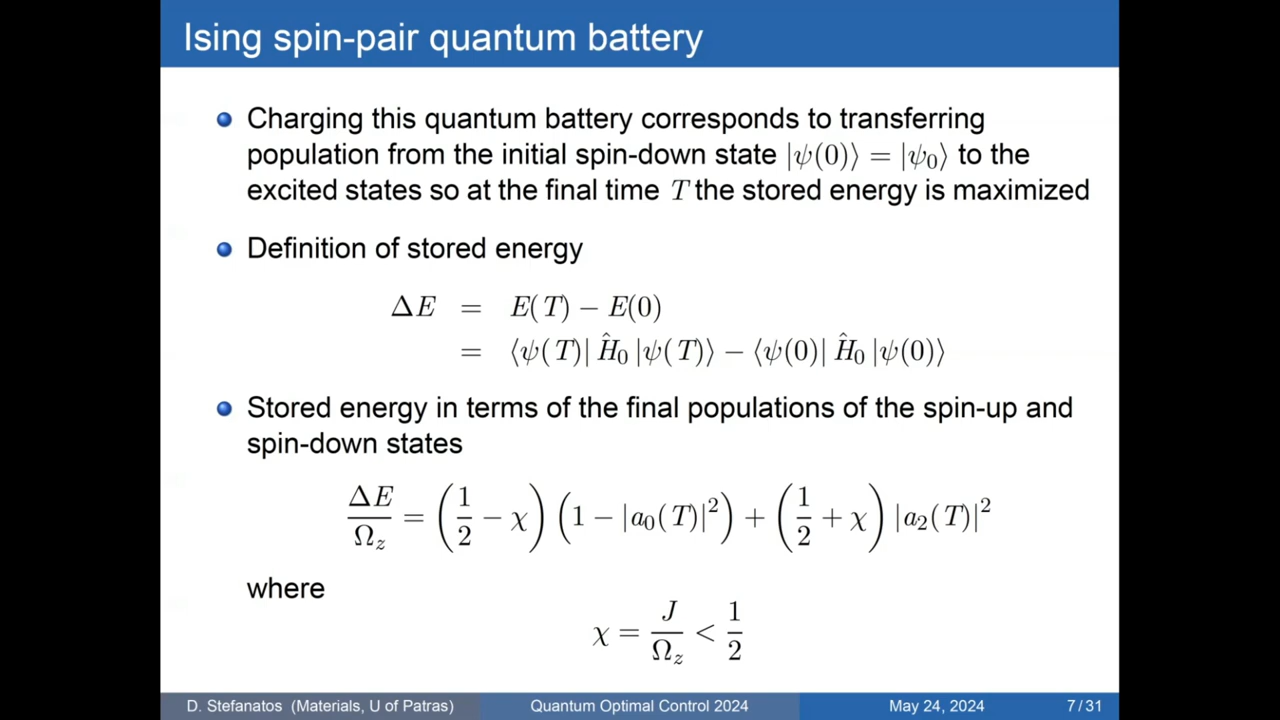 Ising spin-pair quantum battery
Charging this quantum battery corresponds to transferring
population from the initial spin-down state |ψ(0)⟩ = |ψ₀⟩ to the
excited states so at the final time T the stored energy is maximized
Definition of stored energy
ΔE = E(T) − E(0)
= ⟨ψ(T)| Ĥ₀ |ψ(T)⟩ − ⟨ψ(0)| Ĥ₀ |ψ(0)⟩
Stored energy in terms of the final populations of the spin-up and
spin-down states
ΔE/Ω_z = (1/2 − χ) (1 − |a₀(T)|²) + (1/2 + χ) |a₂(T)|²
where
χ = J/Ω_z < 1/2
D. Stefanatos (Materials, U of Patras) Quantum Optimal Control 2024 May 24, 2024 7 / 31